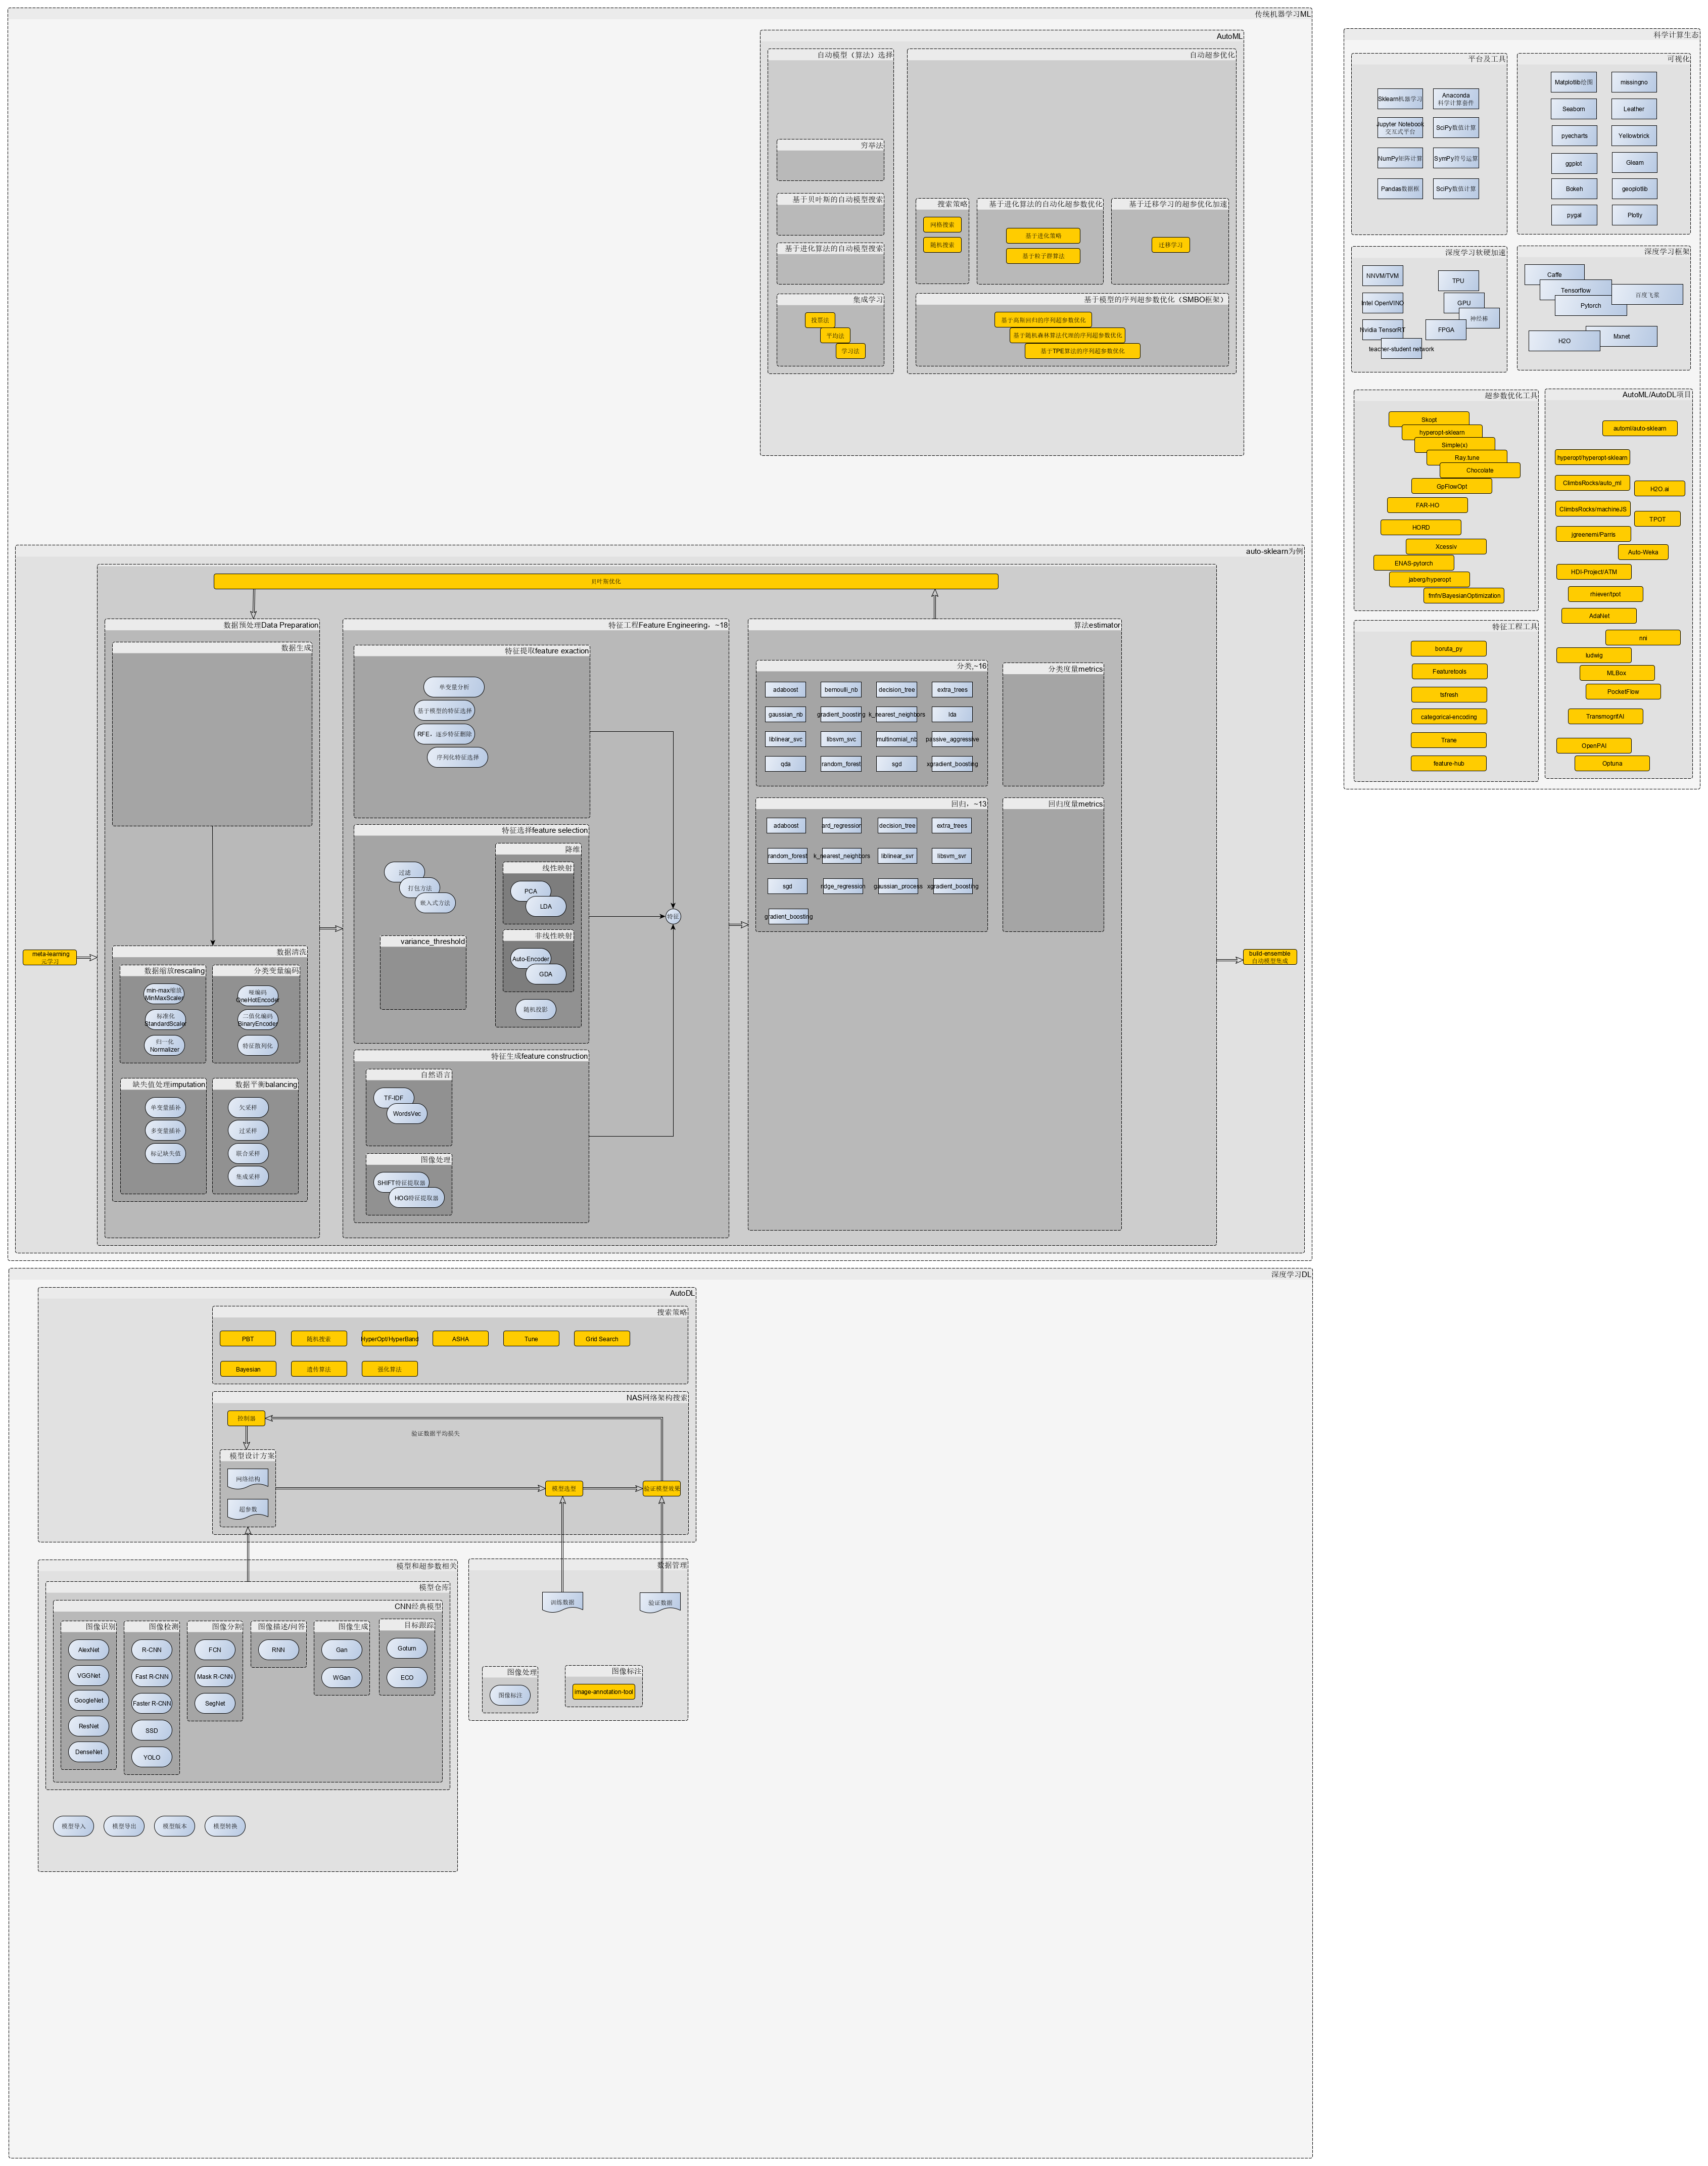 传统机器学习ML
AutoML
自动模型（算法）选择
穷举法
基于贝叶斯的自动模型搜索
基于进化算法的自动模型搜索
集成学习
投票法
平均法
学习法
自动超参优化
搜索策略
网格搜索
随机搜索
基于进化算法的自动化超参数优化
基于进化策略
基于粒子群算法
基于迁移学习的超参优化加速
迁移学习
基于模型的序列超参数优化（SMBO框架）
基于高斯回归的序列超参数优化
基于随机森林算法代理的序列超参数优化
基于TPE算法的序列超参数优化
auto-sklearn为例
贝叶斯优化
meta-learning
元学习
数据预处理Data Preparation
数据生成
数据清洗
数据缩放rescaling
min-max缩放
MinMaxScaler
标准化
StandardScaler
归一化
Normalizer
分类变量编码
哑编码
OneHotEncoder
二值化编码
BinaryEncoder
特征散列化
缺失值处理imputation
单变量插补
多变量插补
标记缺失值
数据平衡balancing
欠采样
过采样
联合采样
集成采样
特征工程Feature Engineering，~18
特征提取feature exaction
单变量分析
基于模型的特征选择
RFE，逐步特征删除
序列化特征选择
特征选择feature selection
过滤
打包方法
嵌入式方法
variance_threshold
降维
线性映射
PCA
LDA
非线性映射
Auto-Encoder
GDA
随机投影
特征生成feature construction
自然语言
TF-IDF
WordsVec
图像处理
SHIFT特征提取器
HOG特征提取器
特征
算法estimator
分类,~16
adaboost
bernoulli_nb
decision_tree
extra_trees
gaussian_nb
gradient_boosting
k_nearest_neighbors
lda
liblinear_svc
libsvm_svc
multinomial_nb
passive_aggressive
qda
random_forest
sgd
xgradient_boosting
分类度量metrics
回归，~13
adaboost
ard_regression
decision_tree
extra_trees
random_forest
k_nearest_neighbors
liblinear_svr
libsvm_svr
sgd
ridge_regression
gaussian_process
xgradient_boosting
gradient_boosting
回归度量metrics
build-ensemble
自动模型集成
科学计算生态
平台及工具
Sklearn机器学习
Anaconda
科学计算套件
Jupyter Notebook
交互式平台
SciPy数值计算
NumPy矩阵计算
SymPy符号运算
Pandas数据框
SciPy数值计算
可视化
Matplotlib绘图
missingno
Seaborn
Leather
pyecharts
Yellowbrick
ggplot
Gleam
Bokeh
geoplotlib
pygal
Plotly
深度学习软硬加速
NNVM/TVM
Intel OpenVINO
Nvidia TensorRT
teacher-student network
TPU
GPU
神经棒
FPGA
深度学习框架
Caffe
Tensorflow
Pytorch
百度飞桨
Mxnet
H2O
超参数优化工具
Skopt
hyperopt-sklearn
Simple(x)
Ray.tune
Chocolate
GpFlowOpt
FAR-HO
HORD
Xcessiv
ENAS-pytorch
jaberg/hyperopt
fmfn/BayesianOptimization
特征工程工具
boruta_py
Featuretools
tsfresh
categorical-encoding
Trane
feature-hub
AutoML/AutoDL项目
automl/auto-sklearn
hyperopt/hyperopt-sklearn
ClimbsRocks/auto_ml
H2O.ai
ClimbsRocks/machineJS
TPOT
jgreenemi/Parris
Auto-Weka
HDI-Project/ATM
rhiever/tpot
AdaNet
nni
ludwig
MLBox
PocketFlow
TransmogrifAI
OpenPAI
Optuna
深度学习DL
AutoDL
搜索策略
PBT
随机搜索
HyperOpt/HyperBand
ASHA
Tune
Grid Search
Bayesian
遗传算法
强化算法
NAS网络架构搜索
控制器
验证数据平均损失
模型设计方案
网络结构
超参数
模型选型
验证模型效果
模型和超参数相关
模型仓库
CNN经典模型
图像识别
AlexNet
VGGNet
GoogleNet
ResNet
DenseNet
图像检测
R-CNN
Fast R-CNN
Faster R-CNN
SSD
YOLO
图像分割
FCN
Mask R-CNN
SegNet
图像描述/问答
RNN
图像生成
Gan
WGan
目标跟踪
Goturn
ECO
模型导入
模型导出
模型版本
模型转换
数据管理
训练数据
验证数据
图像处理
图像标注
图像标注
image-annotation-tool